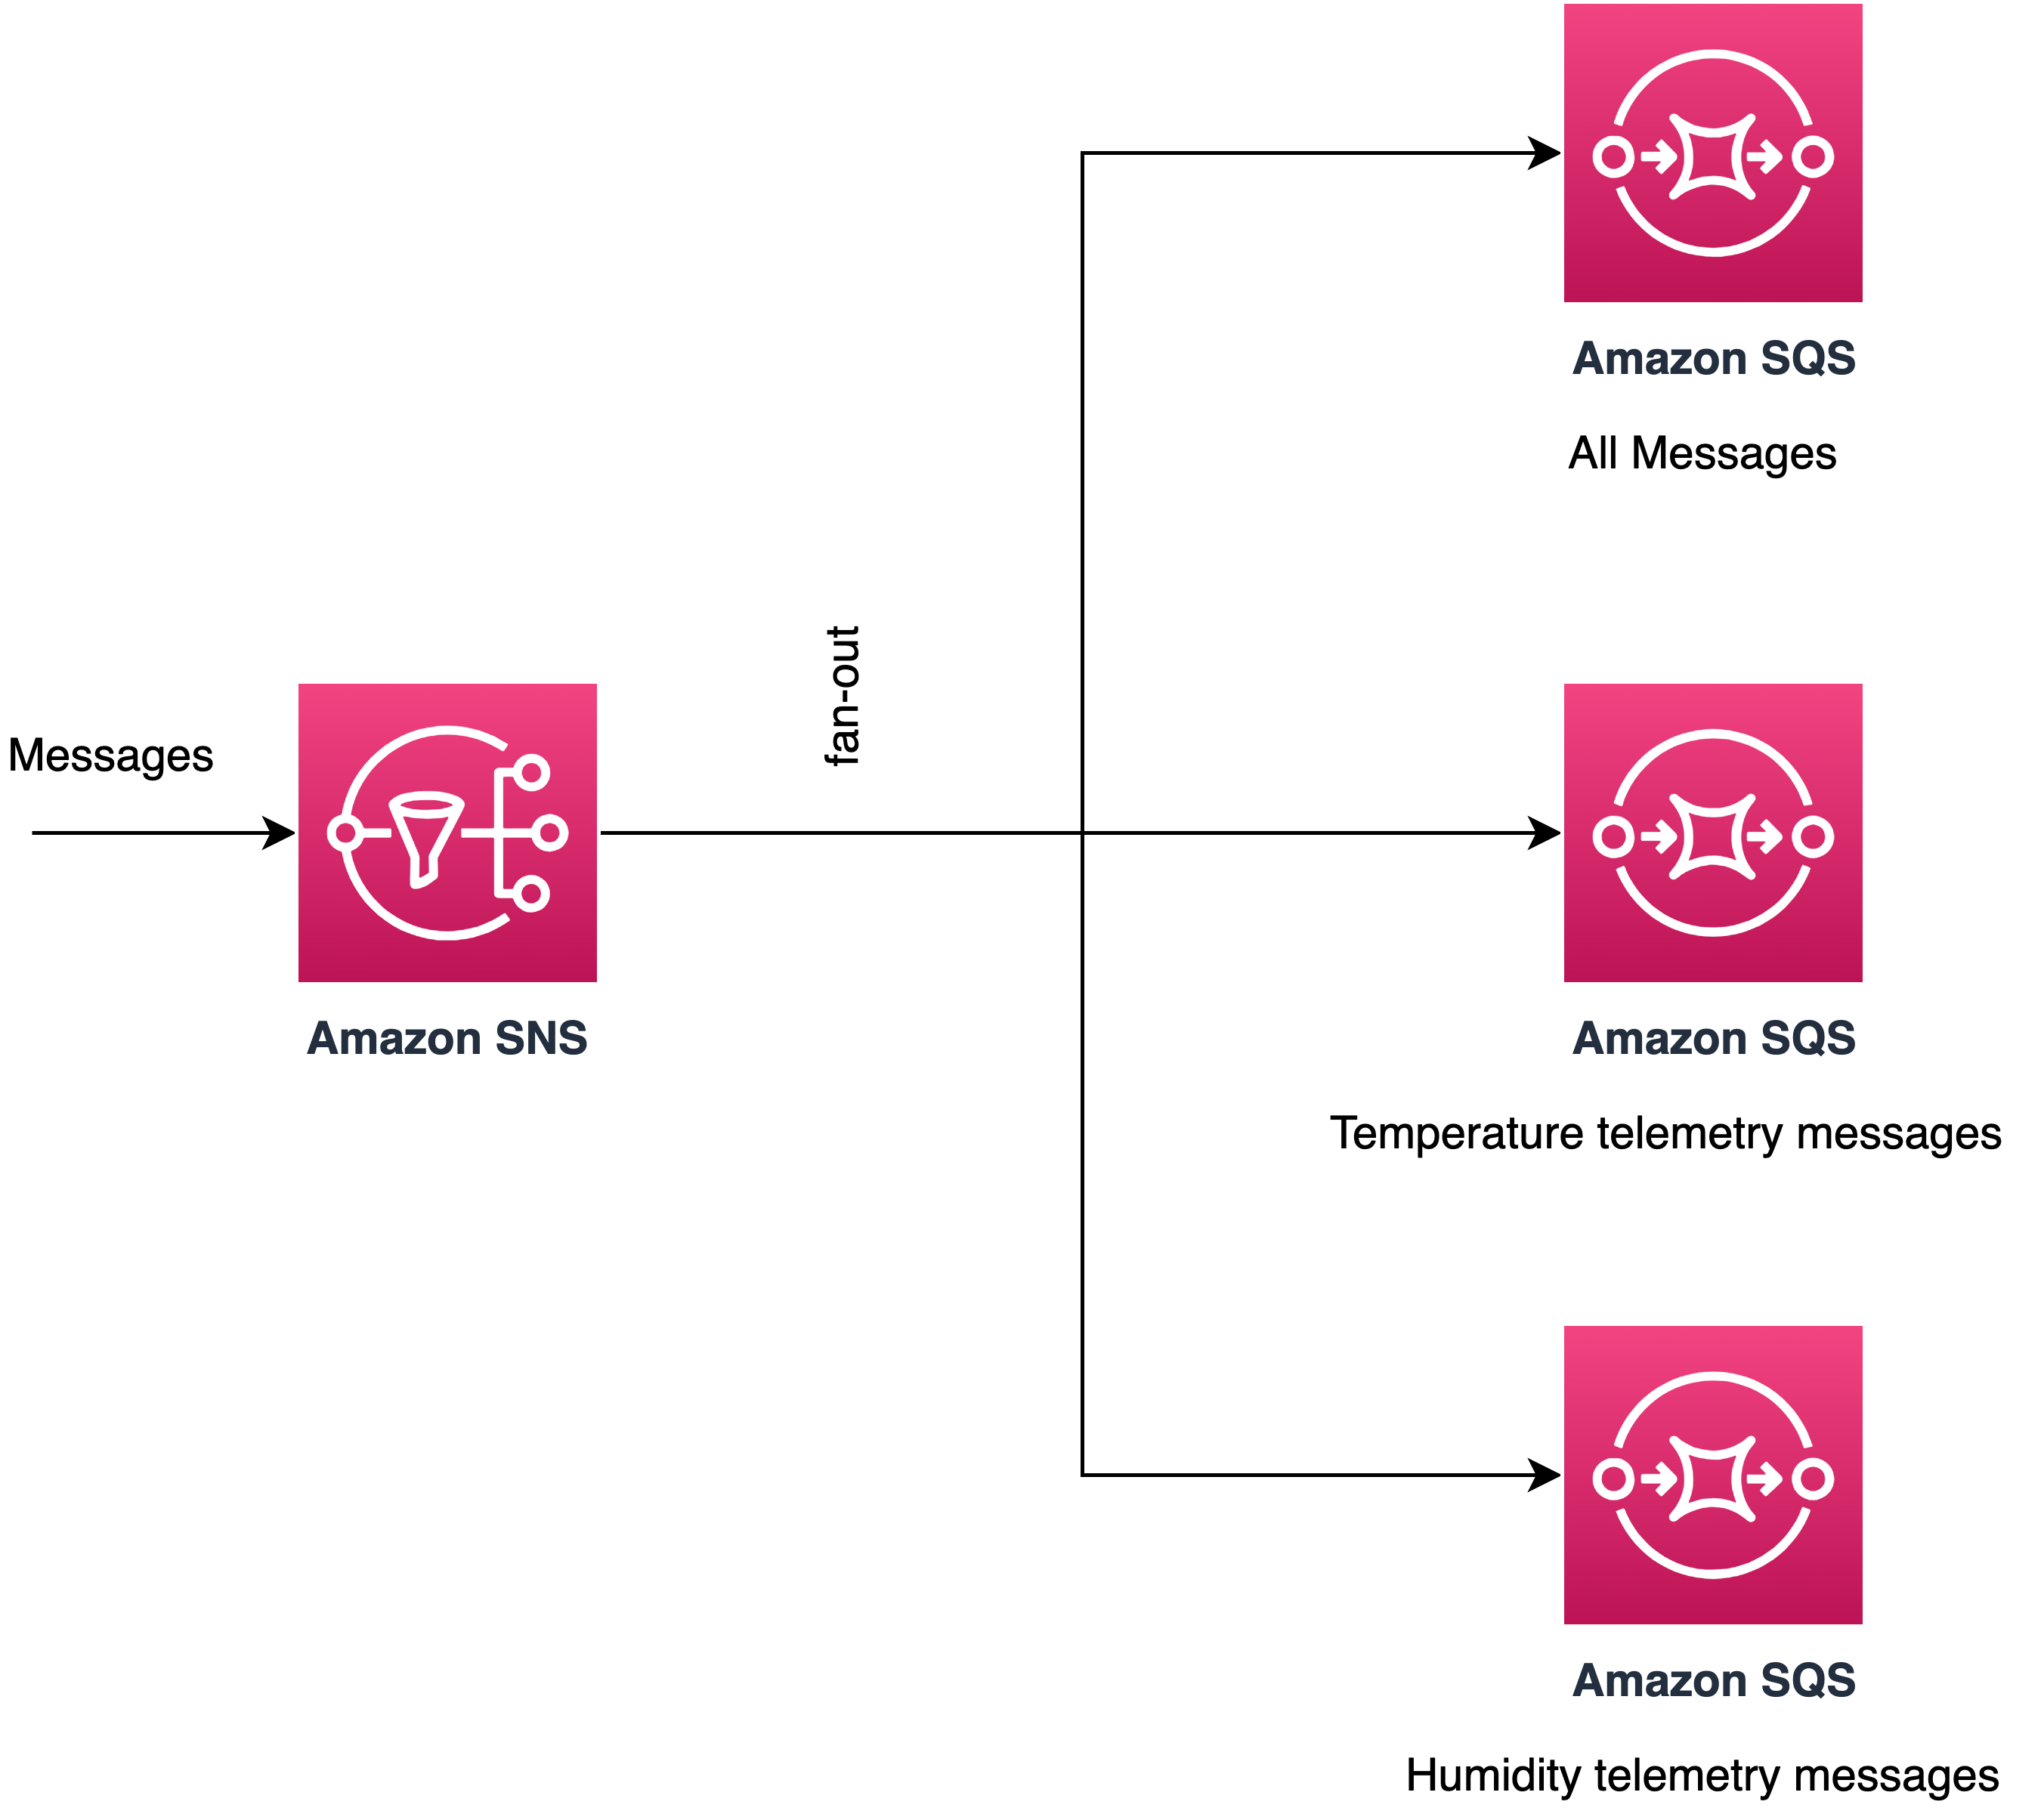 Amazon SQS
All Messages
fan-out
Messages
Amazon SNS
Amazon SQS
Temperature telemetry messages
Amazon SQS
Humidity telemetry messages